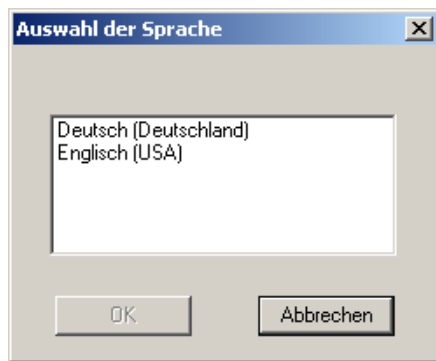 Auswahl der Sprache
Deutsch (Deutschland)
Englisch (USA)
OK
Abbrechen